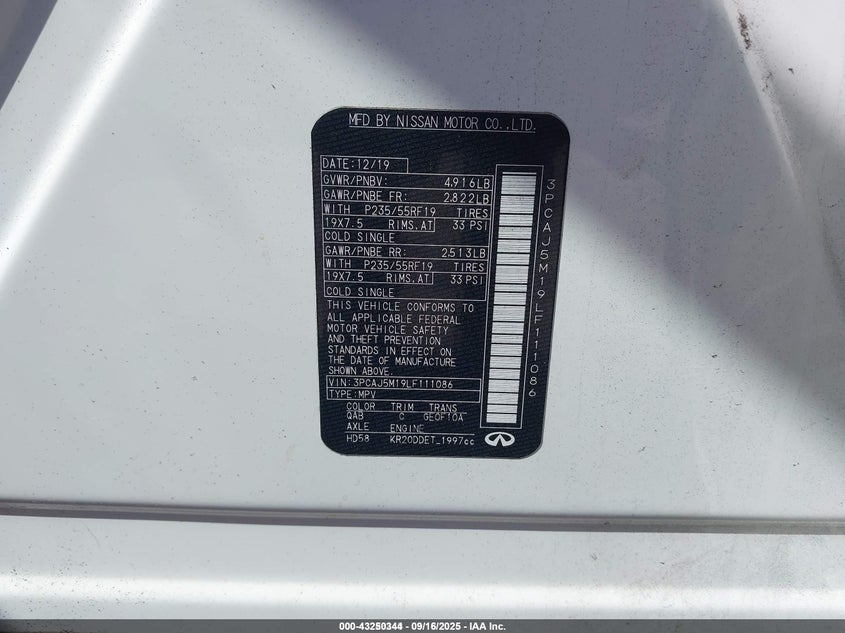 MFD BY NISSAN MOTOR CO.,LTD.
DATE:12/19
GVWR/PNBV: 4.916LB
GAWR/PNBE FR: 2.822LB
WITH P235/55RF19 TIRES
19X7.5 RIMS.AT 33 PSI
COLD SINGLE
GAWR/PNBE RR: 2.513LB
WITH P235/55RF19 TIRES
19X7.5 RIMS.AT 33 PSI
COLD SINGLE
THIS VEHICLE CONFORMS TO
ALL APPLICABLE FEDERAL
MOTOR VEHICLE SAFETY
AND THEFT PREVENTION
STANDARDS IN EFFECT ON
THE DATE OF MANUFACTURE
SHOWN ABOVE.
VIN:3PCAJ5M19LF111086
TYPE:MPV
COLOR TRIM TRANS
QAB C GE0F10A
AXLE ENGINE
HD58 KR20DDET_1997cc
3PCAJ5M19LF111086
000-43250344 - 09/16/2025 - IAA Inc.